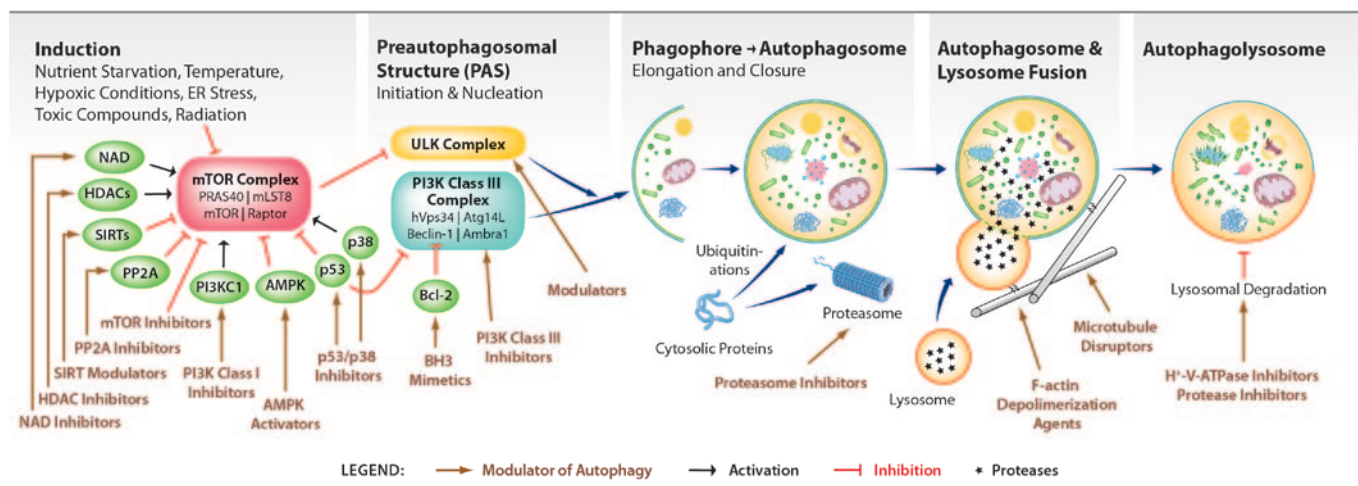 Induction
Nutrient Starvation, Temperature,
Hypoxic Conditions, ER Stress,
Toxic Compounds, Radiation
Preautophagosomal
Structure (PAS)
Initiation & Nucleation
Phagophore → Autophagosome
Elongation and Closure
Autophagosome &
Lysosome Fusion
Autophagolysosome
NAD
HDACs
SIRTs
PP2A
PI3KC1
AMPK
p53
p38
mTOR Complex
PRAS40 | mLST8
mTOR | Raptor
ULK Complex
PI3K Class III
Complex
hVps34 | Atg14L
Beclin-1 | Ambra1
Bcl-2
mTOR Inhibitors
PP2A Inhibitors
SIRT Modulators
HDAC Inhibitors
NAD Inhibitors
PI3K Class I
Inhibitors
AMPK
Activators
p53/p38
Inhibitors
BH3
Mimetics
PI3K Class III
Inhibitors
Modulators
Ubiquitin-
ations
Cytosolic Proteins
Proteasome
Proteasome Inhibitors
Lysosome
F-actin
Depolimerization
Agents
Microtubule
Disruptors
Lysosomal Degradation
H⁺-V-ATPase Inhibitors
Protease Inhibitors
LEGEND:
Modulator of Autophagy
Activation
Inhibition
Proteases